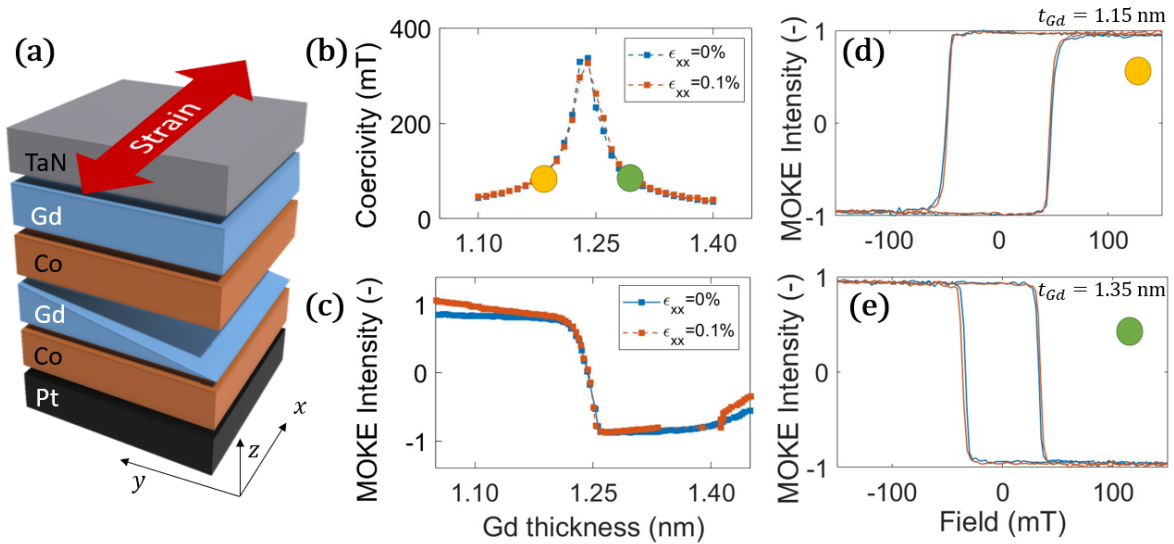 (a)
Strain
TaN
Gd
Co
Gd
Co
Pt
x
y
z
(b)
Coercivity (mT)
400
200
0
1.10 1.25 1.40
ϵxx=0%
ϵxx=0.1%
(c)
MOKE Intensity (-)
1
0
-1
1.10 1.25 1.40
Gd thickness (nm)
ϵxx=0%
ϵxx=0.1%
(d)
tGd = 1.15 nm
MOKE Intensity (-)
1
0
-1
-100 0 100
(e)
tGd = 1.35 nm
MOKE Intensity (-)
1
0
-1
-100 0 100
Field (mT)